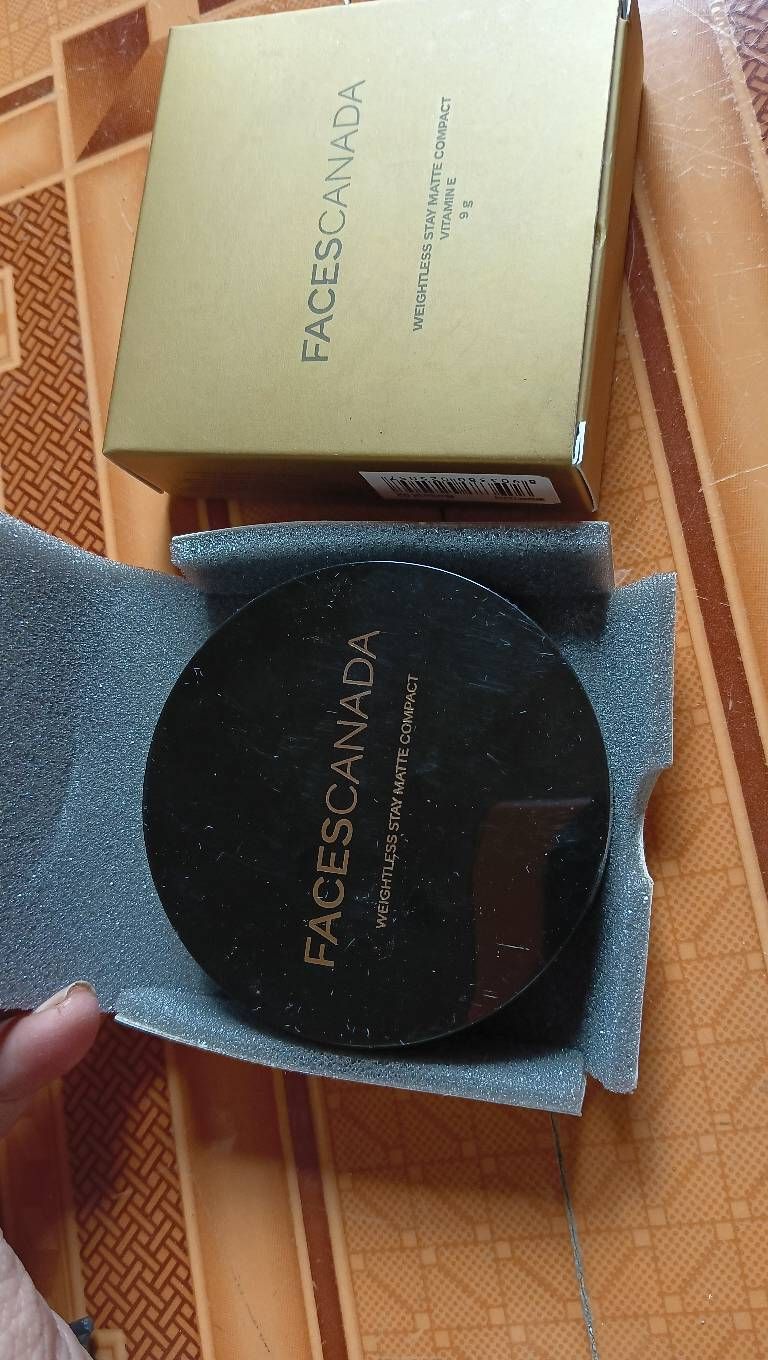 FACESCANADA
WEIGHTLESS STAY MATTE COMPACT
VITAMIN E
9 g
FACESCANADA
WEIGHTLESS STAY MATTE COMPACT